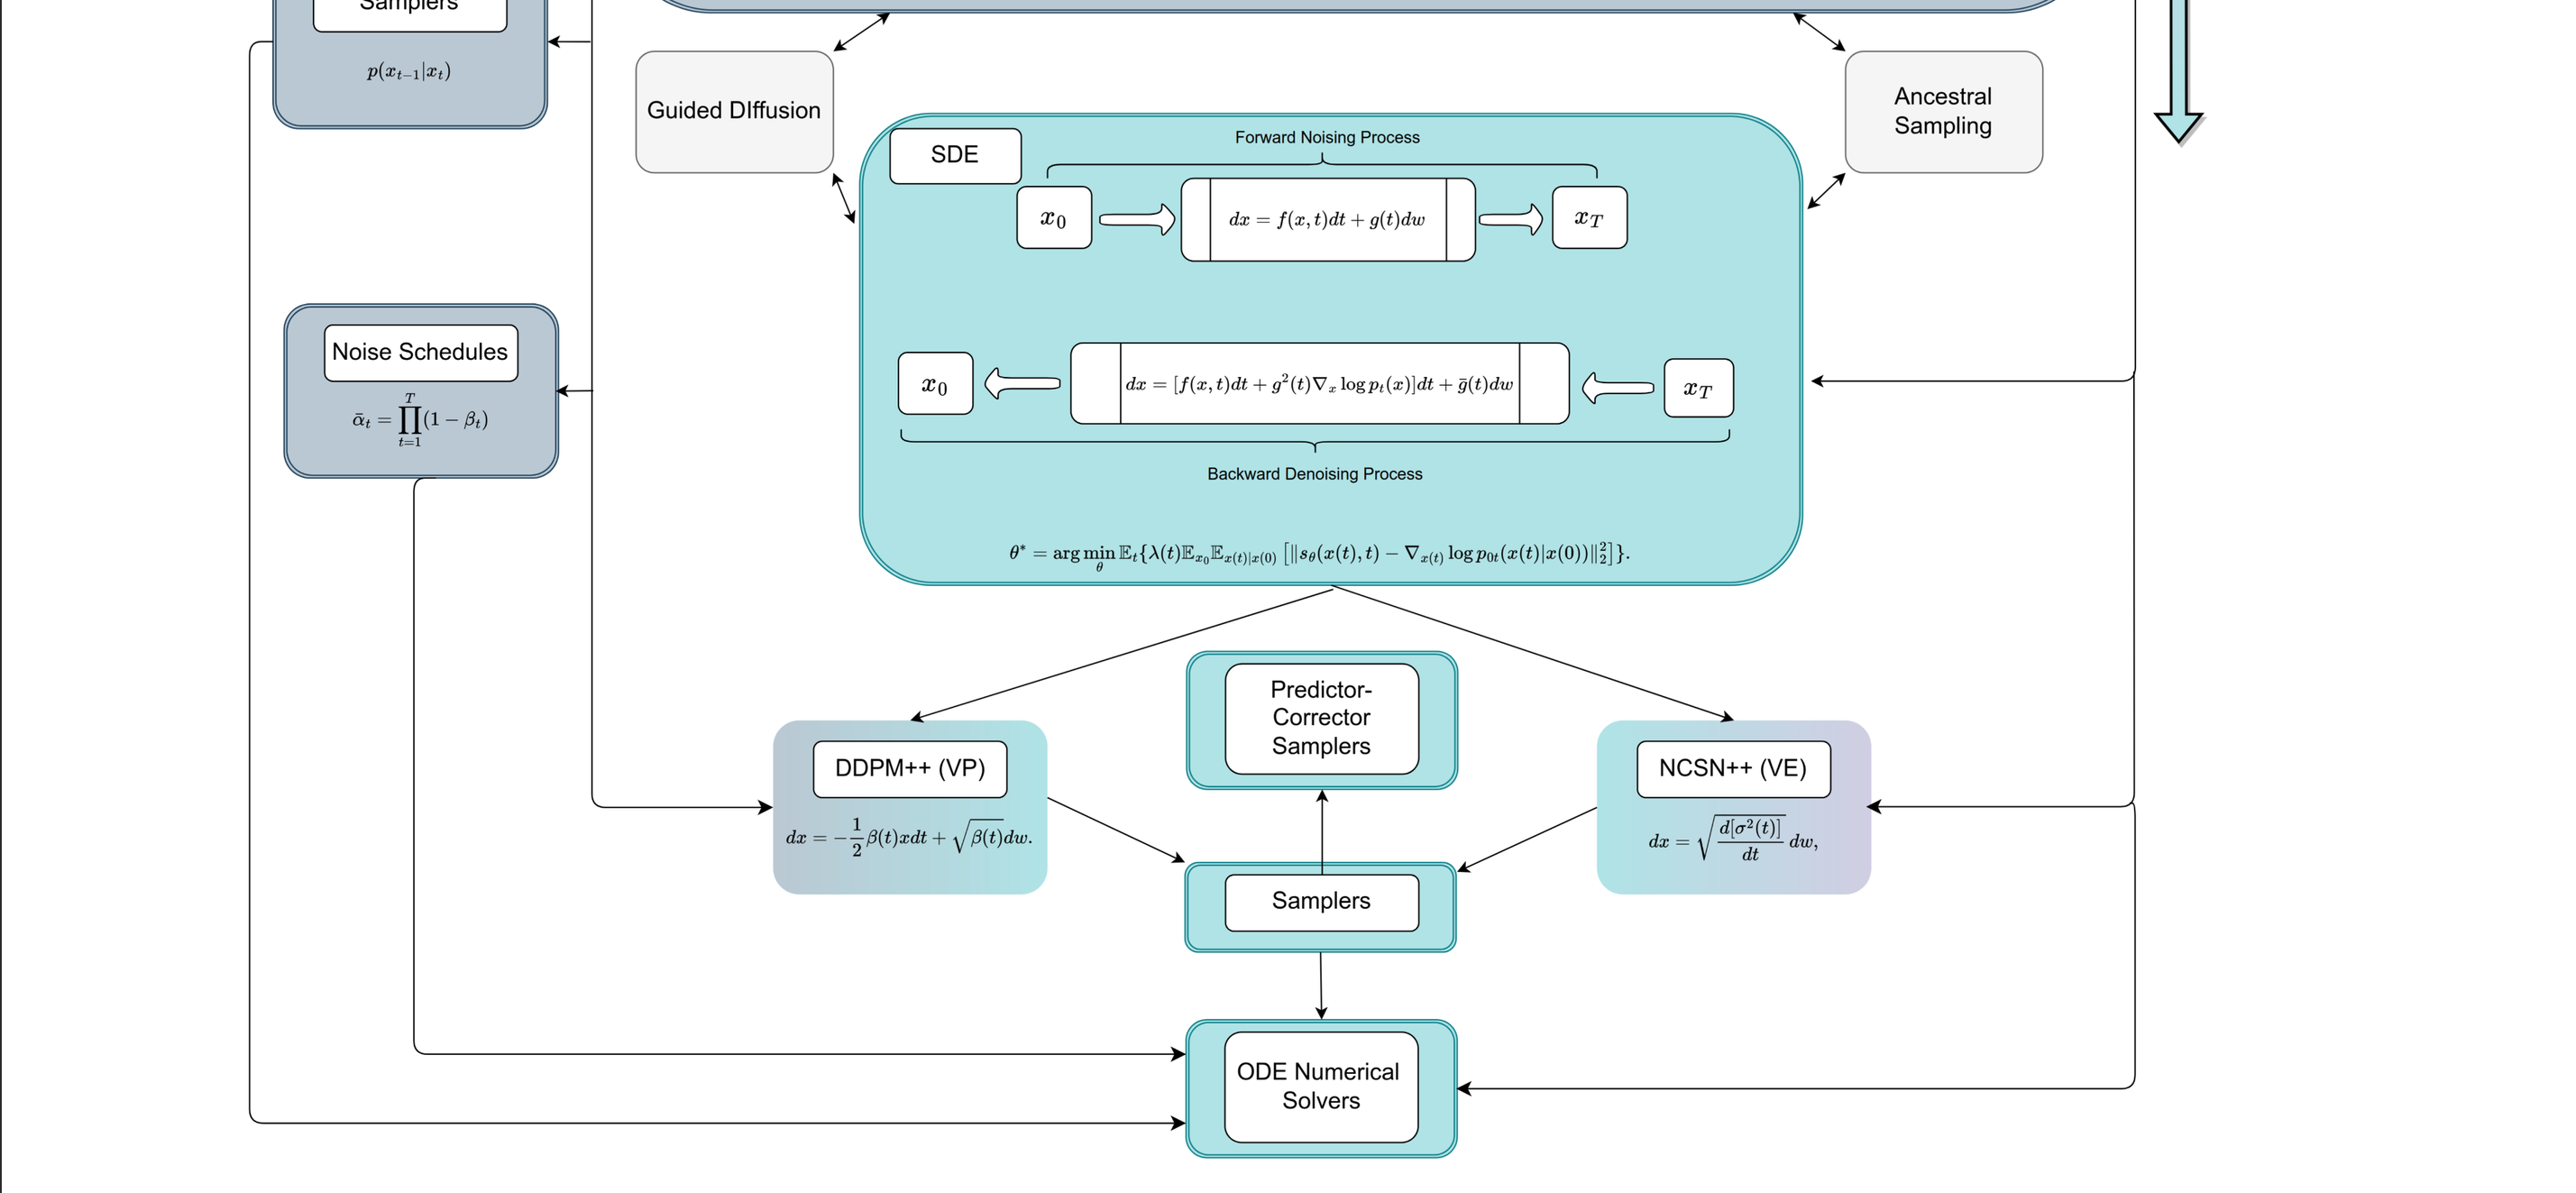 Samplers
p(x_{t-1}|x_t)
Guided DIffusion
Ancestral
Sampling
SDE
Forward Noising Process
x_0
dx = f(x, t)dt + g(t)dw
x_T
x_0
dx = [f(x, t)dt + g^2(t)∇_x log p_t(x)]dt + ḡ(t)dw
x_T
Backward Denoising Process
θ* = arg min_θ 𝔼_t{λ(t)𝔼_{x_0}𝔼_{x(t)|x(0)} [‖s_θ(x(t), t) − ∇_{x(t)} log p_{0t}(x(t)|x(0))‖_2^2]}.
Noise Schedules
ᾱ_t = ∏_{t=1}^{T}(1 − β_t)
Predictor-
Corrector
Samplers
DDPM++ (VP)
dx = −\frac{1}{2}β(t)xdt + √{β(t)}dw.
NCSN++ (VE)
dx = √{\frac{d[σ^2(t)]}{dt}} dw,
Samplers
ODE Numerical
Solvers